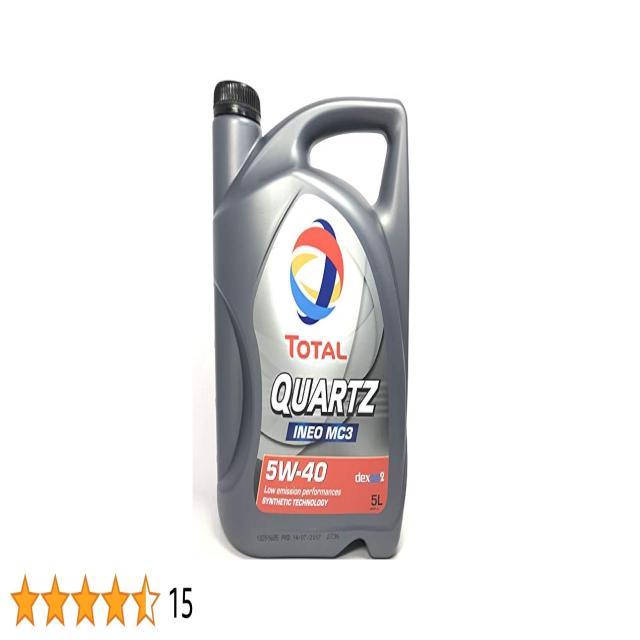 TOTAL
QUARTZ
INEO MC3
5W-40
Low emission performances
SYNTHETIC TECHNOLOGY
dexos2
5L
15